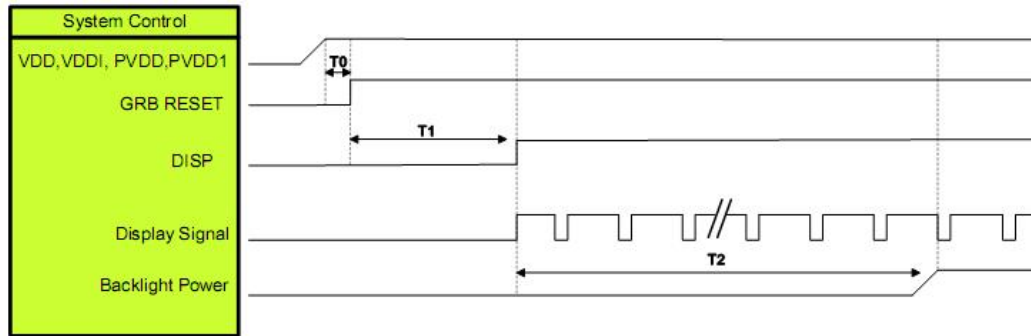 System Control
VDD,VDDI, PVDD,PVDD1
T0
GRB RESET
T1
DISP
Display Signal
T2
Backlight Power